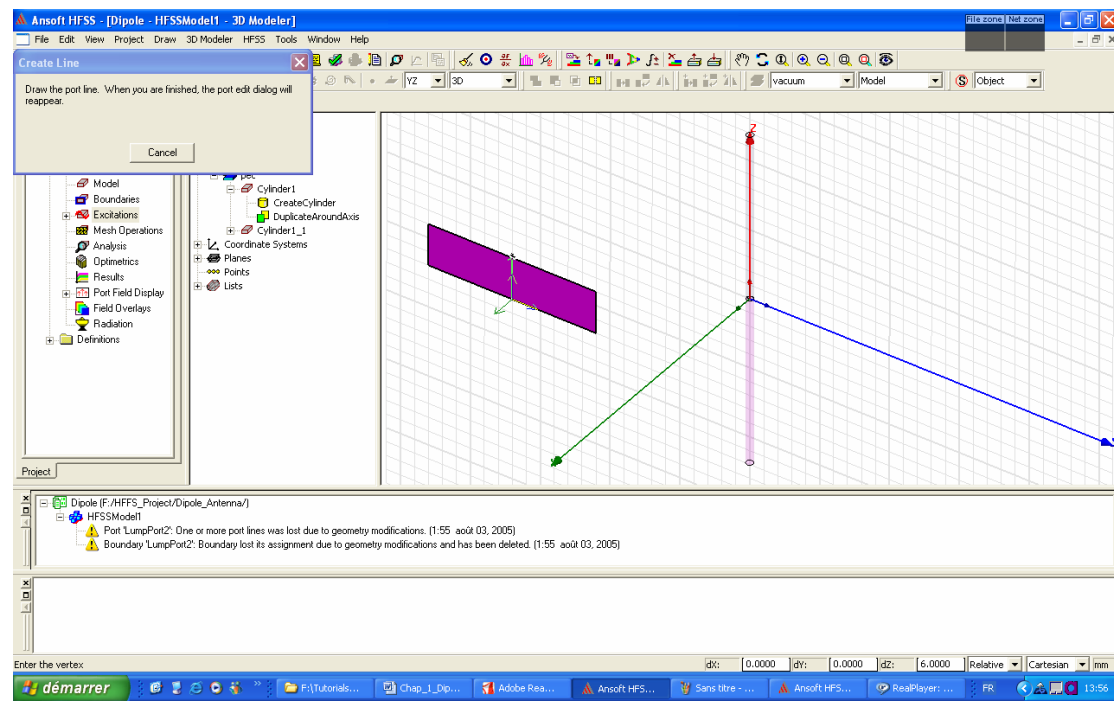 Ansoft HFSS - [Dipole - HFSSModel1 - 3D Modeler]
File zone Net zone
File Edit View Project Draw 3D Modeler HFSS Tools Window Help
Create Line
Draw the port line. When you are finished, the port edit dialog will
reappear.
Cancel
YZ 3D vacuum Model Object
Model
Boundaries
Excitations
Mesh Operations
Analysis
Optimetrics
Results
Port Field Display
Field Overlays
Radiation
Definitions
Project
pec
Cylinder1
CreateCylinder
DuplicateAroundAxis
Cylinder1_1
Coordinate Systems
Planes
Points
Lists
Z
Dipole (F:/HFFS_Project/Dipole_Antenna/)
HFSSModel1
Port 'LumpPort2': One or more port lines was lost due to geometry modifications. (1:55 août 03, 2005)
Boundary 'LumpPort2': Boundary lost its assignment due to geometry modifications and has been deleted. (1:55 août 03, 2005)
Enter the vertex
dX: 0.0000 dY: 0.0000 dZ: 6.0000 Relative Cartesian mm
démarrer
F:\Tutorials...
Chap_1_Dip...
Adobe Rea...
Ansoft HFS...
Sans titre - ...
Ansoft HFS...
RealPlayer: ...
FR
13:56